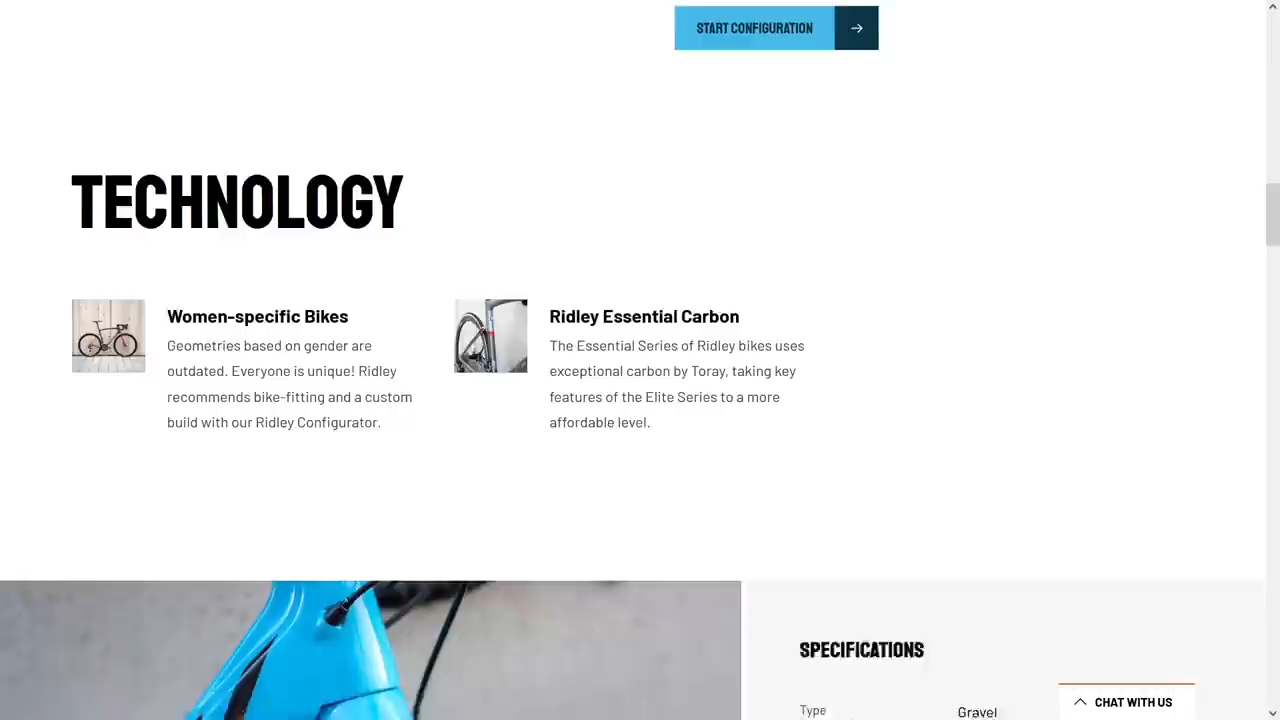 START CONFIGURATION
TECHNOLOGY
Women-specific Bikes
Geometries based on gender are
outdated. Everyone is unique! Ridley
recommends bike-fitting and a custom
build with our Ridley Configurator.
Ridley Essential Carbon
The Essential Series of Ridley bikes uses
exceptional carbon by Toray, taking key
features of the Elite Series to a more
affordable level.
SPECIFICATIONS
Type Gravel
CHAT WITH US